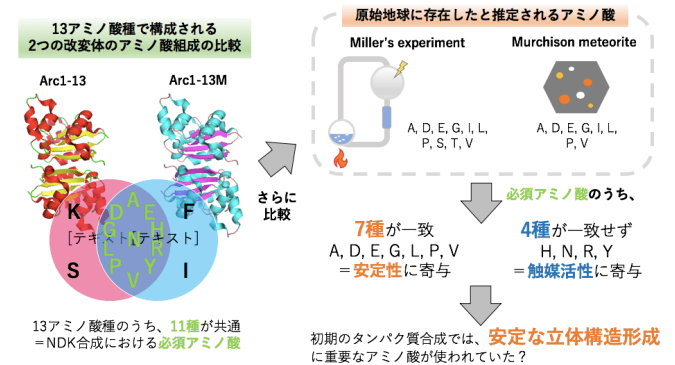 13アミノ酸種で構成される
2つの改変体のアミノ酸組成の比較
Arc1-13
Arc1-13M
K
S
A
D
E
G
H
N
L
R
P
Y
V
F
I
[テキスト]
[テキスト]
13アミノ酸種のうち、11種が共通
＝NDK合成における必須アミノ酸
さらに
比較
原始地球に存在したと推定されるアミノ酸
Miller's experiment
A, D, E, G, I, L,
P, S, T, V
Murchison meteorite
A, D, E, G, I, L,
P, V
必須アミノ酸のうち、
7種が一致
A, D, E, G, L, P, V
＝安定性に寄与
4種が一致せず
H, N, R, Y
＝触媒活性に寄与
初期のタンパク質合成では、安定な立体構造形成
に重要なアミノ酸が使われていた？